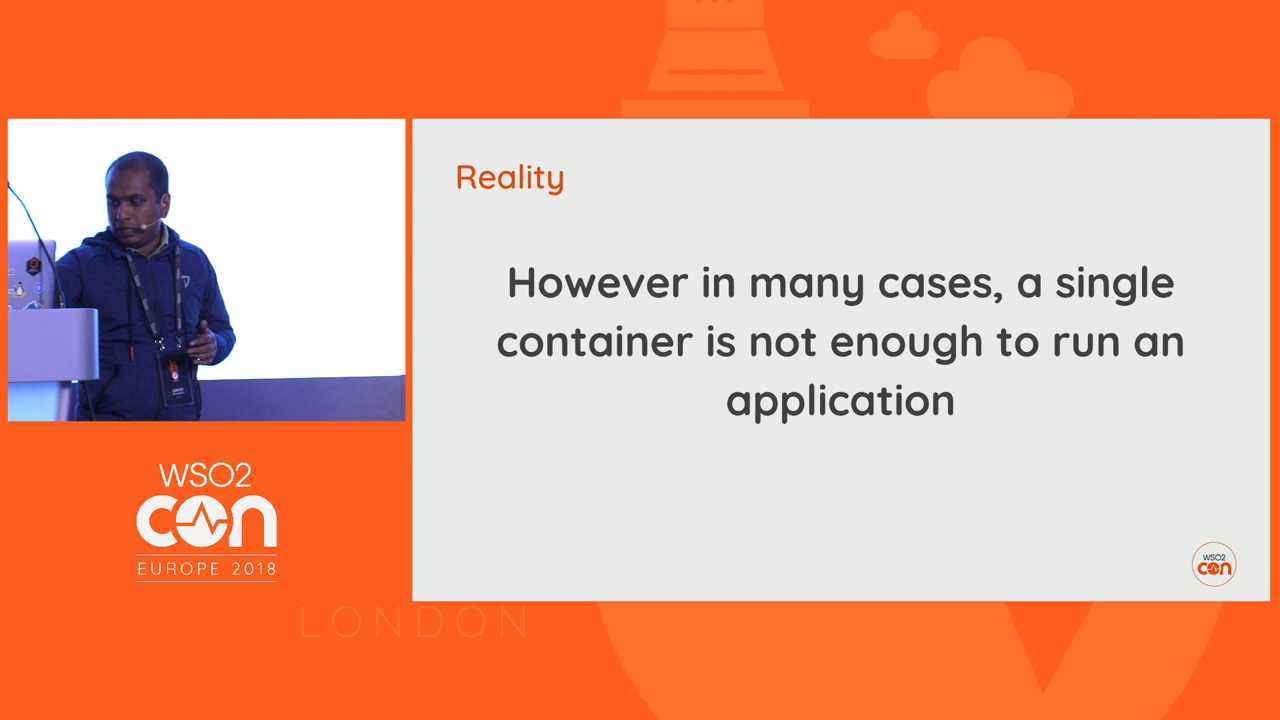 Reality
However in many cases, a single
container is not enough to run an
application
WSO2
con
EUROPE 2018
LONDON
WSO2
con